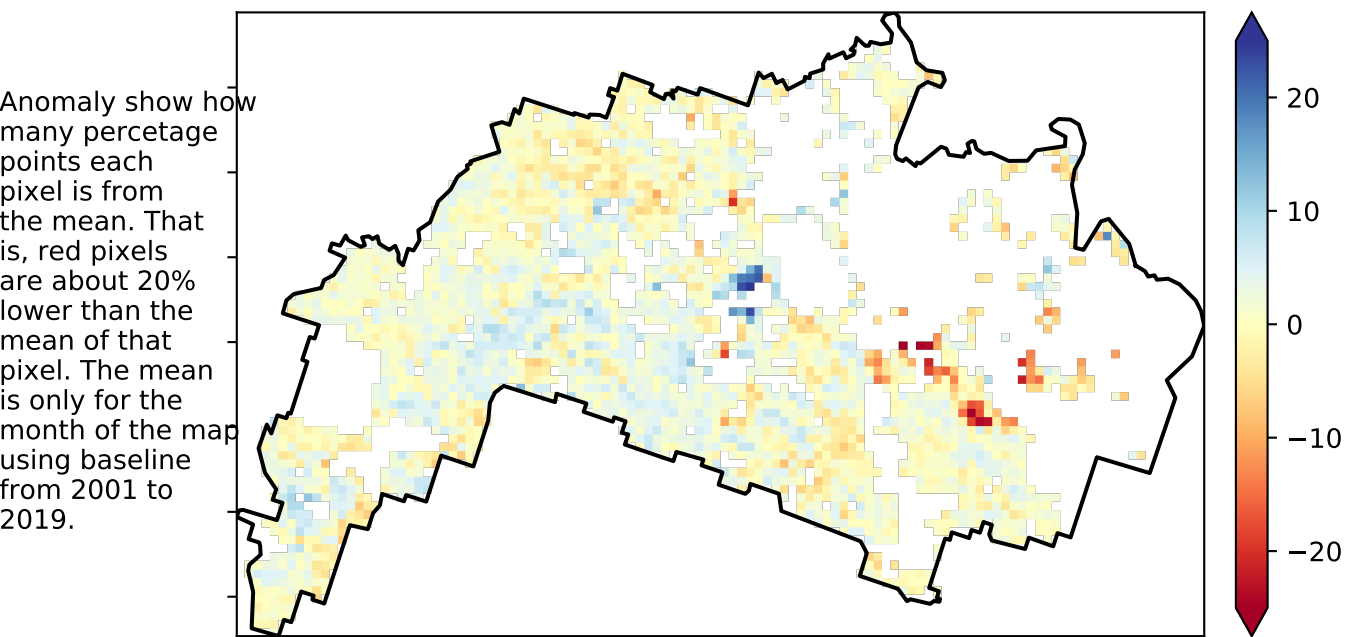 Anomaly show how
many percetage
points each
pixel is from
the mean. That
is, red pixels
are about 20%
lower than the
mean of that
pixel. The mean
is only for the
month of the map
using baseline
from 2001 to
2019.
20
10
0
−10
−20